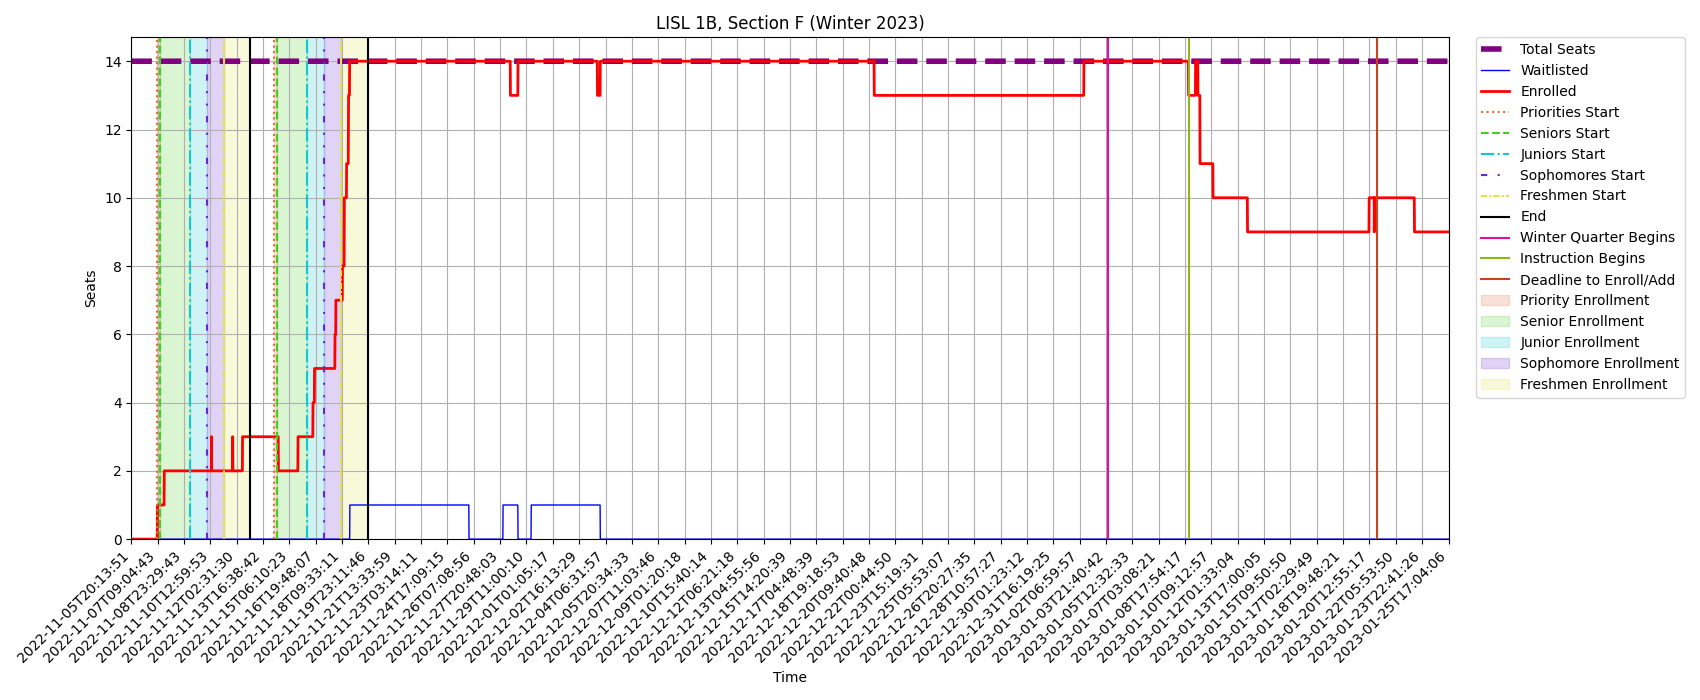 LISL 1B, Section F (Winter 2023)
Seats
14
12
10
8
6
4
2
0
2022-11-05T20:13:51
2022-11-07T09:04:43
2022-11-08T23:29:43
2022-11-10T12:59:53
2022-11-12T02:31:30
2022-11-13T16:38:42
2022-11-15T06:10:23
2022-11-16T19:48:07
2022-11-18T09:33:11
2022-11-19T23:11:46
2022-11-21T13:33:59
2022-11-23T03:14:11
2022-11-24T17:09:15
2022-11-26T07:08:56
2022-11-27T20:48:03
2022-11-29T11:00:10
2022-12-01T01:05:17
2022-12-02T16:13:29
2022-12-04T06:31:57
2022-12-05T20:34:33
2022-12-07T11:03:46
2022-12-09T01:20:18
2022-12-10T15:40:14
2022-12-12T06:21:18
2022-12-13T04:55:56
2022-12-15T14:20:39
2022-12-17T04:48:39
2022-12-18T19:18:53
2022-12-20T09:40:48
2022-12-22T00:44:50
2022-12-23T15:19:31
2022-12-25T05:53:07
2022-12-26T20:27:35
2022-12-28T10:57:27
2022-12-30T01:23:12
2022-12-31T16:19:25
2023-01-02T06:59:57
2023-01-03T21:40:42
2023-01-05T12:32:33
2023-01-07T03:08:21
2023-01-08T17:54:17
2023-01-10T09:12:57
2023-01-12T01:33:04
2023-01-13T17:00:05
2023-01-15T09:50:50
2023-01-17T02:29:49
2023-01-18T19:48:21
2023-01-20T12:55:17
2023-01-22T06:53:50
2023-01-23T22:41:26
2023-01-25T17:04:06
Time
Total Seats
Waitlisted
Enrolled
Priorities Start
Seniors Start
Juniors Start
Sophomores Start
Freshmen Start
End
Winter Quarter Begins
Instruction Begins
Deadline to Enroll/Add
Priority Enrollment
Senior Enrollment
Junior Enrollment
Sophomore Enrollment
Freshmen Enrollment